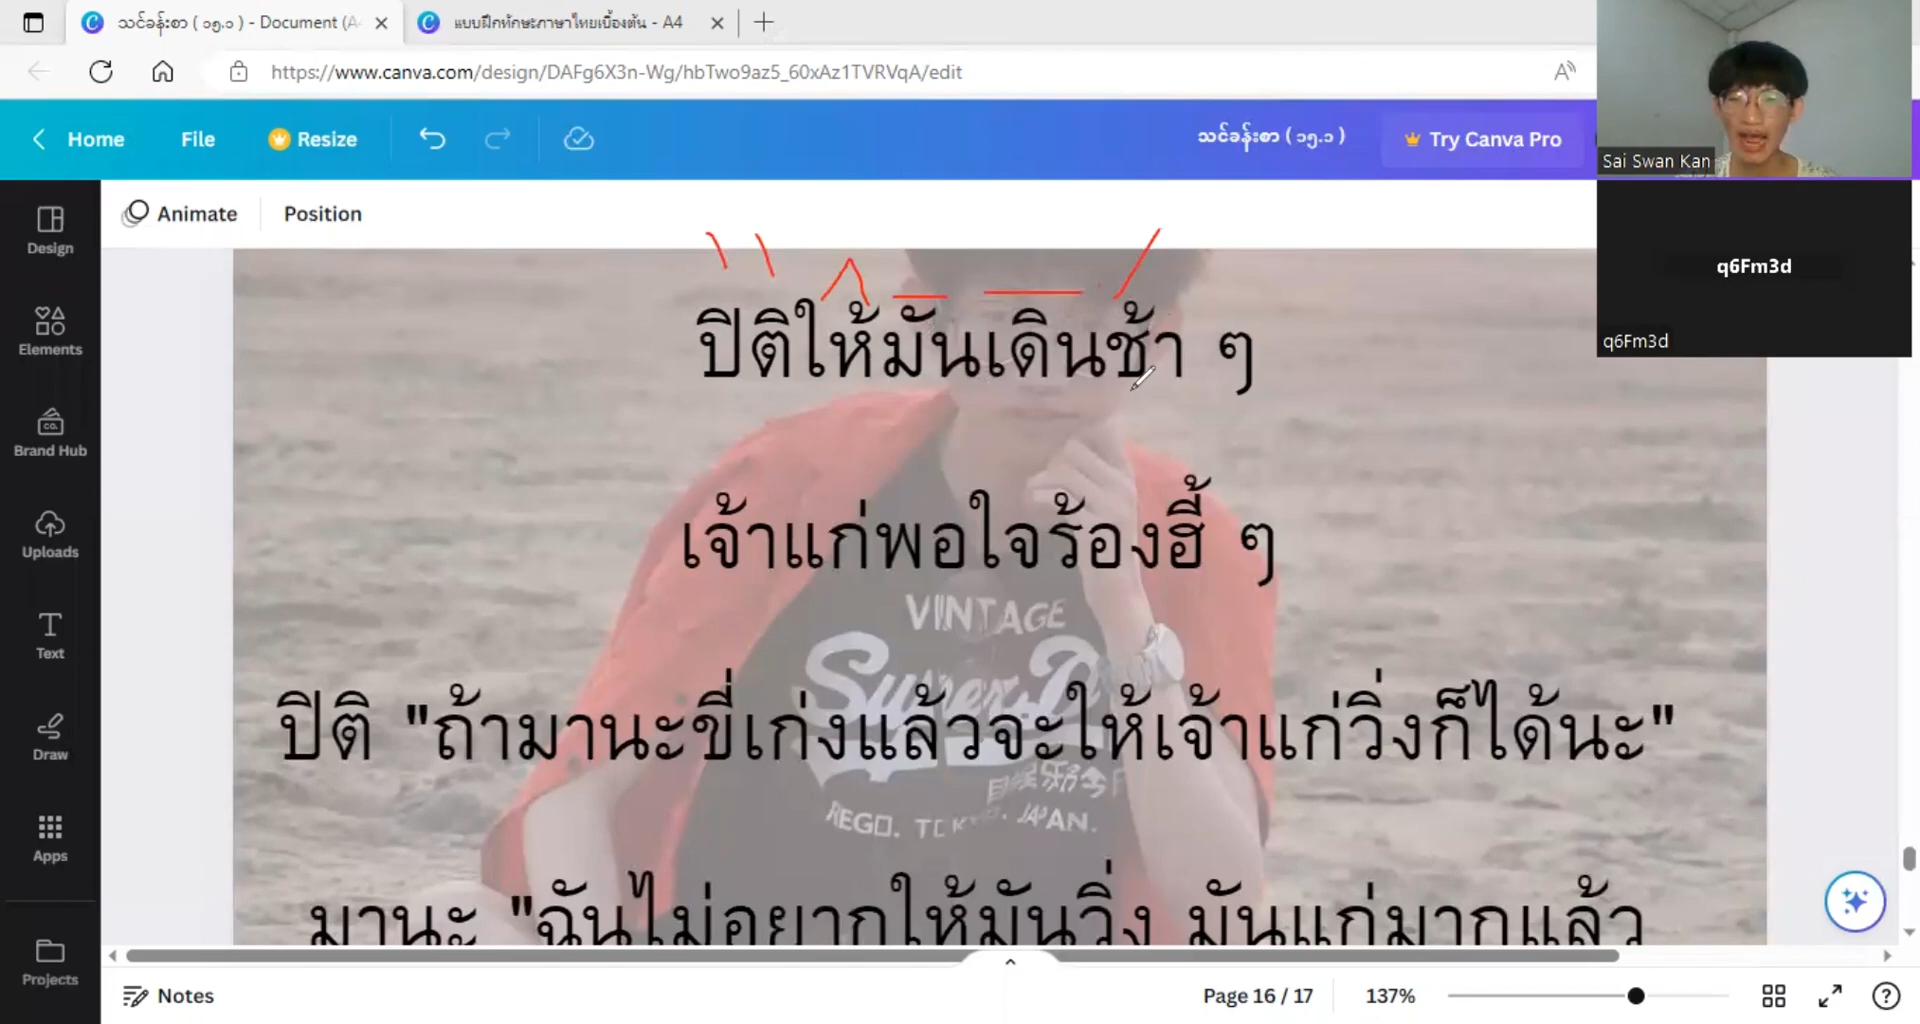 သင်ခန်းစာ ( ၁၅.၁ ) - Document (A
แบบฝึกทักษะภาษาไทยเบื้องต้น - A4
https://www.canva.com/design/DAFg6X3n-Wg/hbTwo9az5_60xAz1TVRVqA/edit
Home
File
Resize
သင်ခန်းစာ ( ၁၅.၁ )
Try Canva Pro
Sai Swan Kan
q6Fm3d
q6Fm3d
Animate
Position
Design
Elements
Brand Hub
Uploads
Text
Draw
Apps
Projects
ปิติให้มันเดินช้า ๆ
เจ้าแก่พอใจร้องฮี้ ๆ
VINTAGE
ปิติ "ถ้ามานะขี่เก่งแล้วจะให้เจ้าแก่วิ่งก็ได้นะ"
JAPAN.
มานะ "ฉันไม่อยากให้มันวิ่ง มันแก่มากแล้ว
Notes
Page 16 / 17
137%